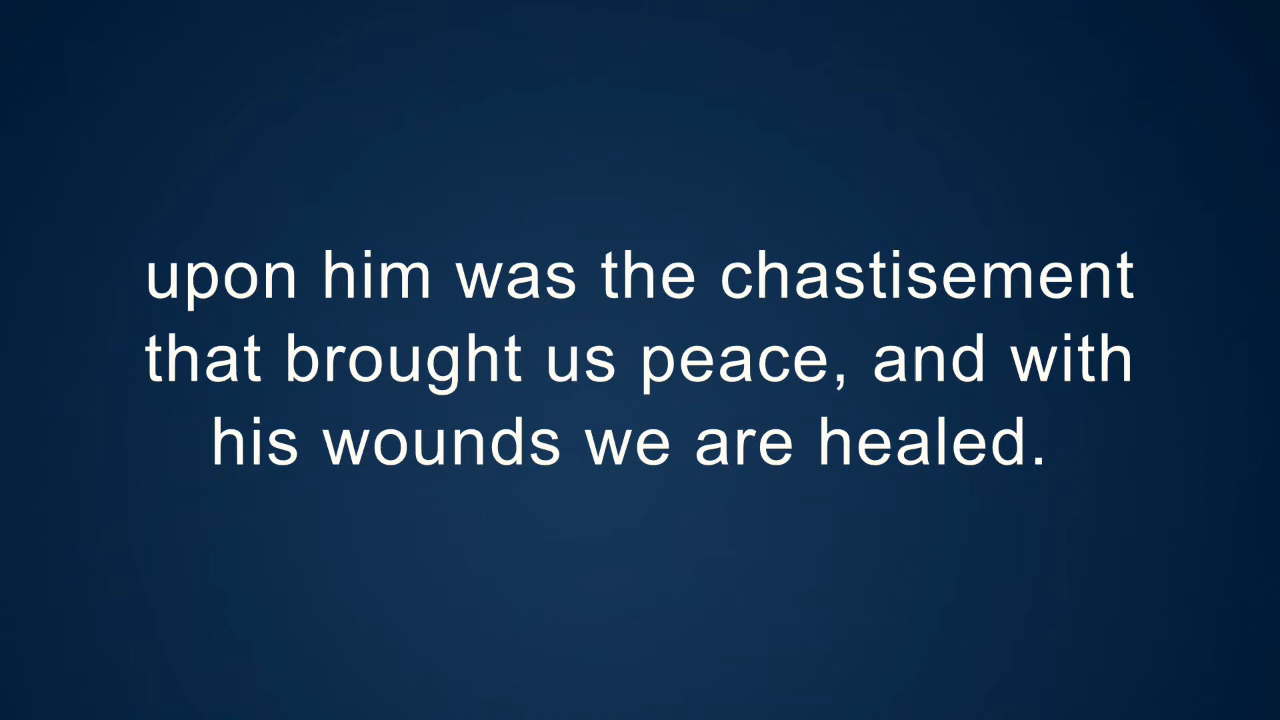 upon him was the chastisement
that brought us peace, and with
his wounds we are healed.